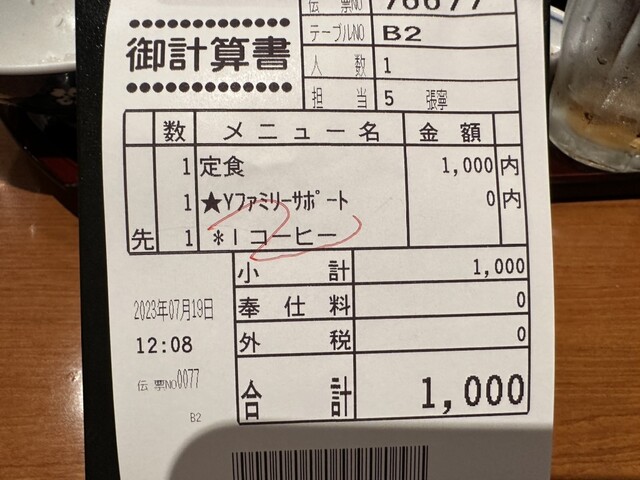 伝票NO 76677
御計算書
テーブルNO B2
人数 1
担当 5 張寧
数 メニュー名 金額
1 定食 1,000 内
1 ★Yファミリーサポート 0 内
先 1 *Iコーヒー
小計 1,000
奉仕料 0
外税 0
合計 1,000
2023年07月19日
12:08
伝票NO0077
B2